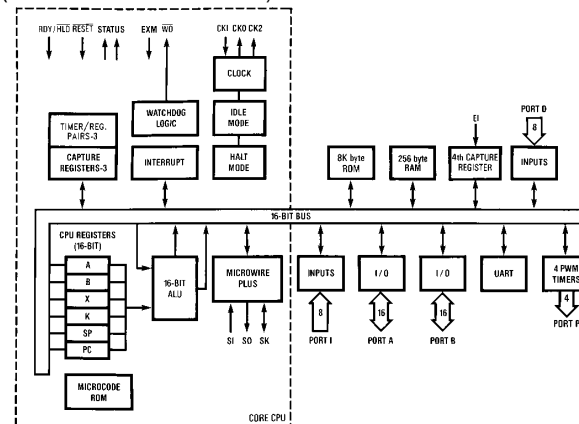 RDY/HLD RESET STATUS EXM WD CKI CKO CK2
CLOCK
PORT D
TIMER/REG.
PAIRS-3
WATCHDOG
LOGIC
IDLE
MODE
EI
8
CAPTURE
REGISTERS-3
INTERRUPT
HALT
MODE
8K byte
ROM
256 byte
RAM
4th CAPTURE
REGISTER
INPUTS
16-BIT BUS
CPU REGISTERS
(16-BIT)
A
B
X
K
SP
PC
16-BIT
ALU
MICROWIRE
PLUS
INPUTS
I/O
I/O
UART
4 PWM
TIMERS
8
16
16
4
SI SO SK
PORT I
PORT A
PORT B
PORT P
MICROCODE
ROM
CORE CPU